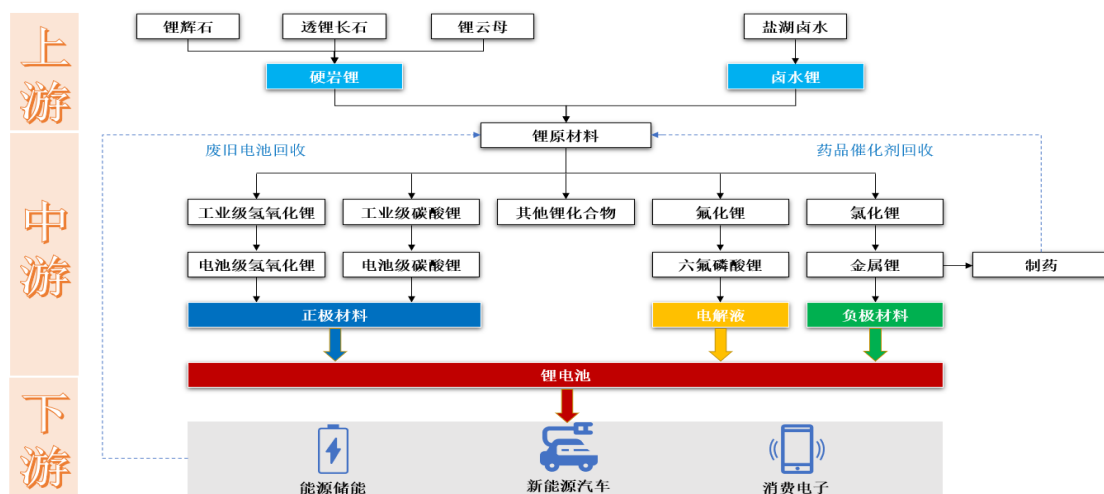 上游
锂辉石
透锂长石
锂云母
盐湖卤水
硬岩锂
卤水锂
中游
锂原材料
废旧电池回收
药品催化剂回收
工业级氢氧化锂
工业级碳酸锂
其他锂化合物
氟化锂
氯化锂
电池级氢氧化锂
电池级碳酸锂
六氟磷酸锂
金属锂
制药
正极材料
电解液
负极材料
锂电池
下游
能源储能
新能源汽车
消费电子